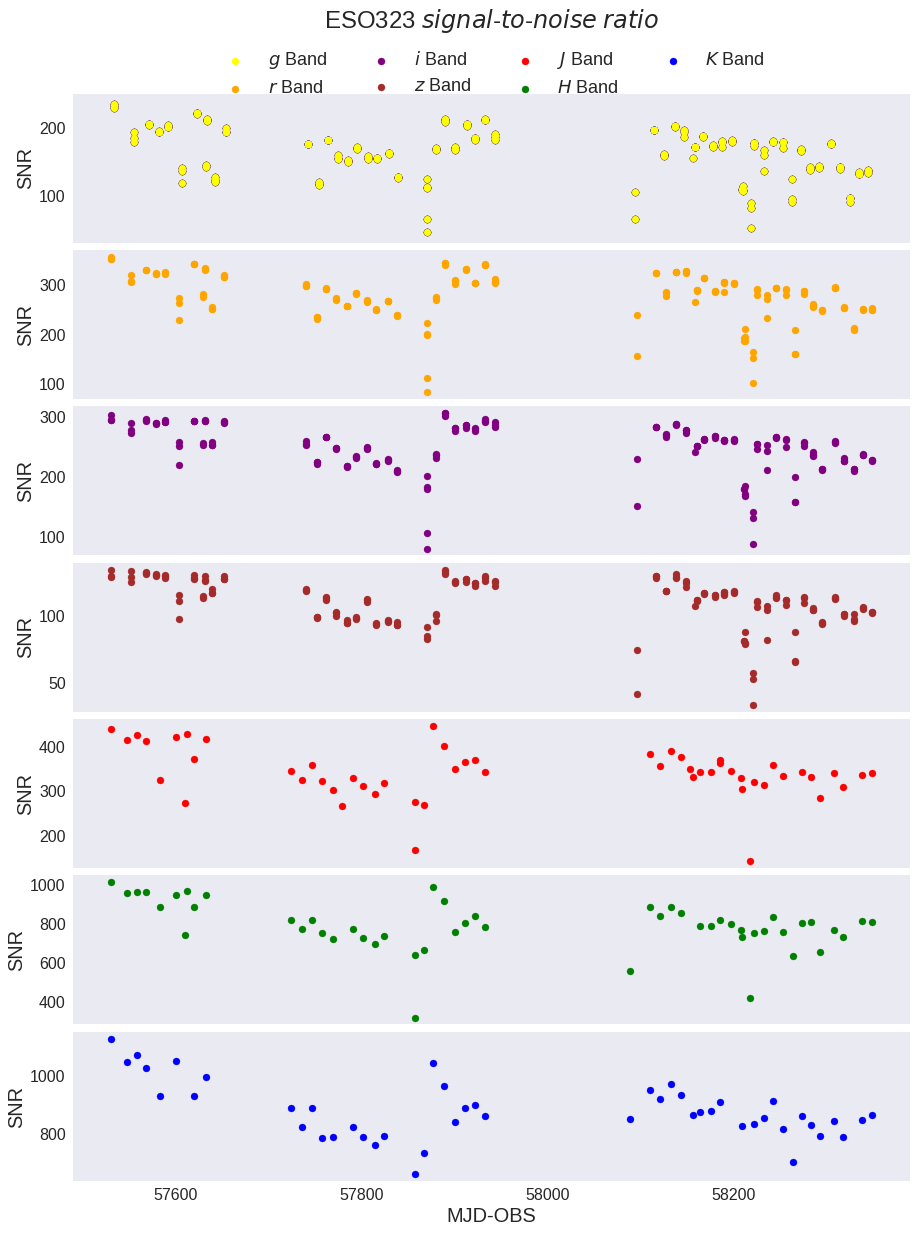 ESO323 signal-to-noise ratio
g Band i Band J Band K Band
r Band z Band H Band
200
SNR
100
300
SNR
200
100
300
SNR
200
100
100
SNR
50
400
SNR
300
200
1000
800
SNR
600
400
1000
SNR
800
57600 57800 58000 58200
MJD-OBS